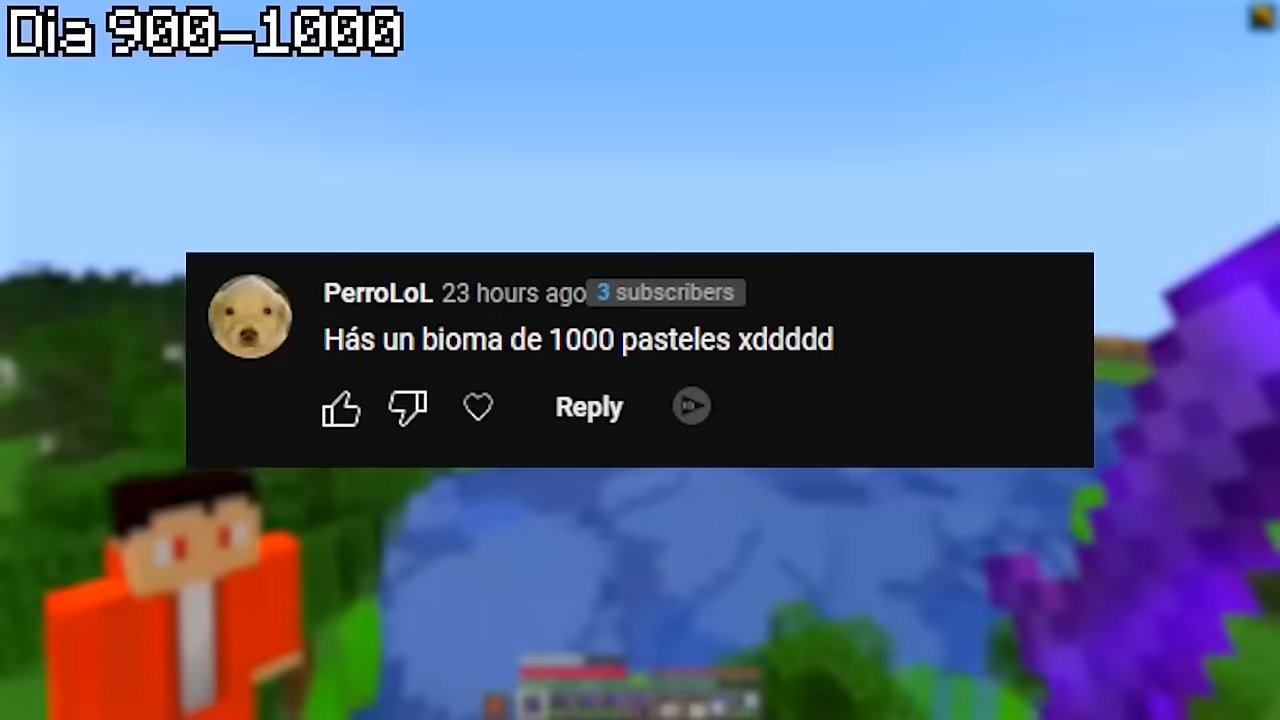 Dia 900-1000
PerroLoL 23 hours ago 3 subscribers
Hás un bioma de 1000 pasteles xddddd
Reply